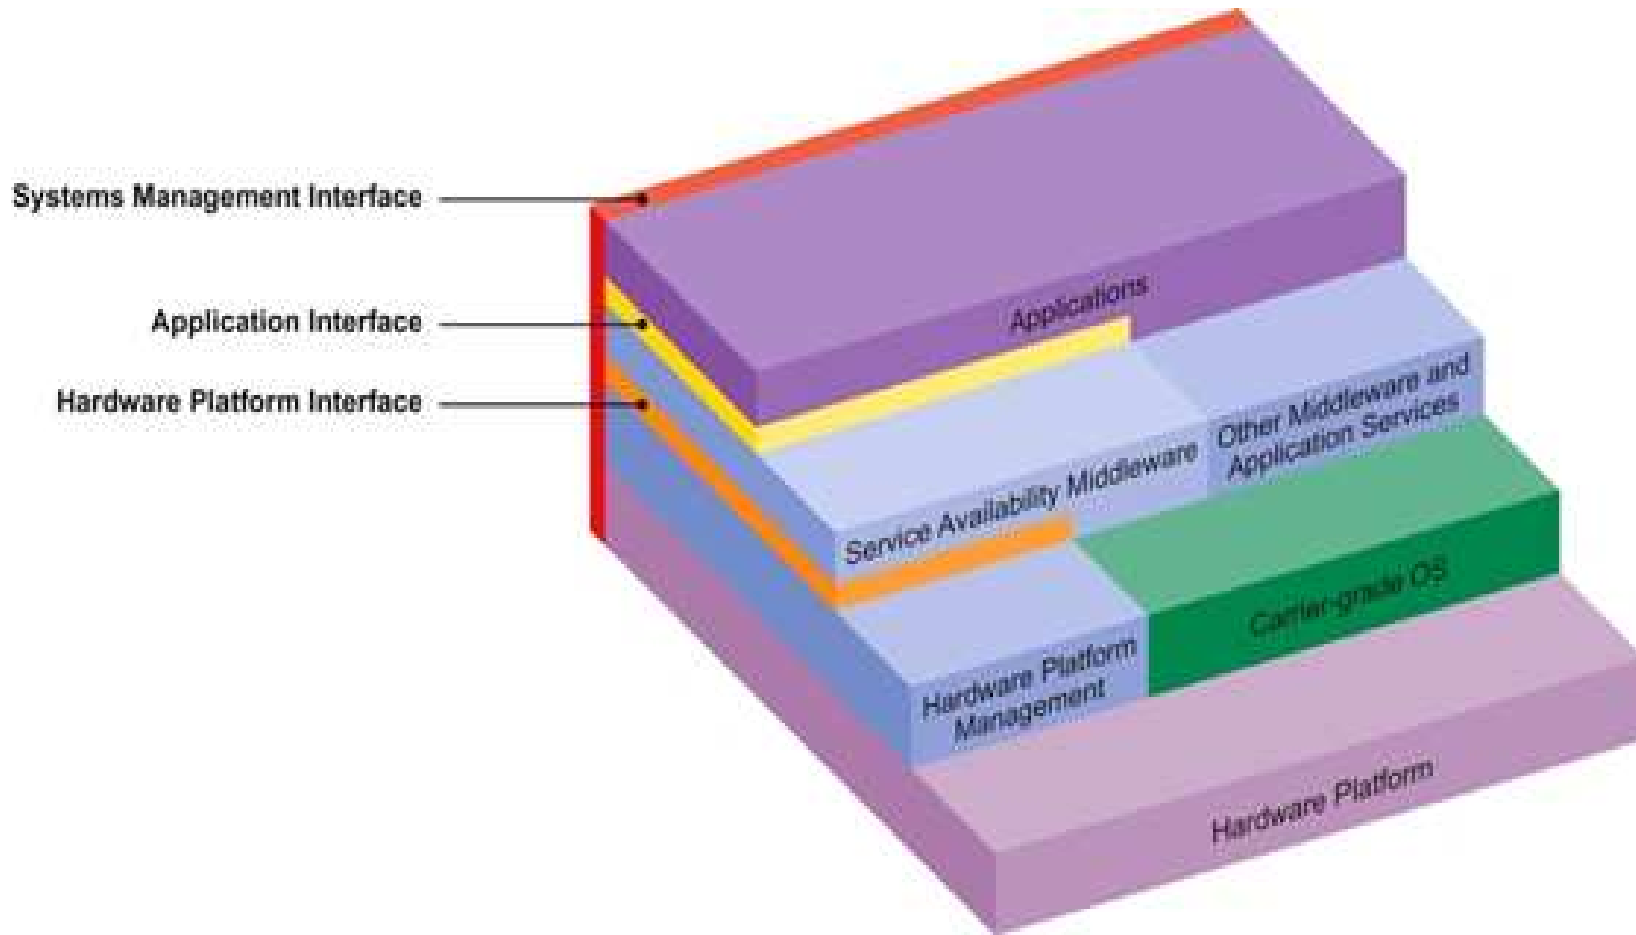 Systems Management Interface
Application Interface
Hardware Platform Interface
Applications
Other Middleware and
Application Services
Service Availability Middleware
Carrier-grade OS
Hardware Platform
Management
Hardware Platform